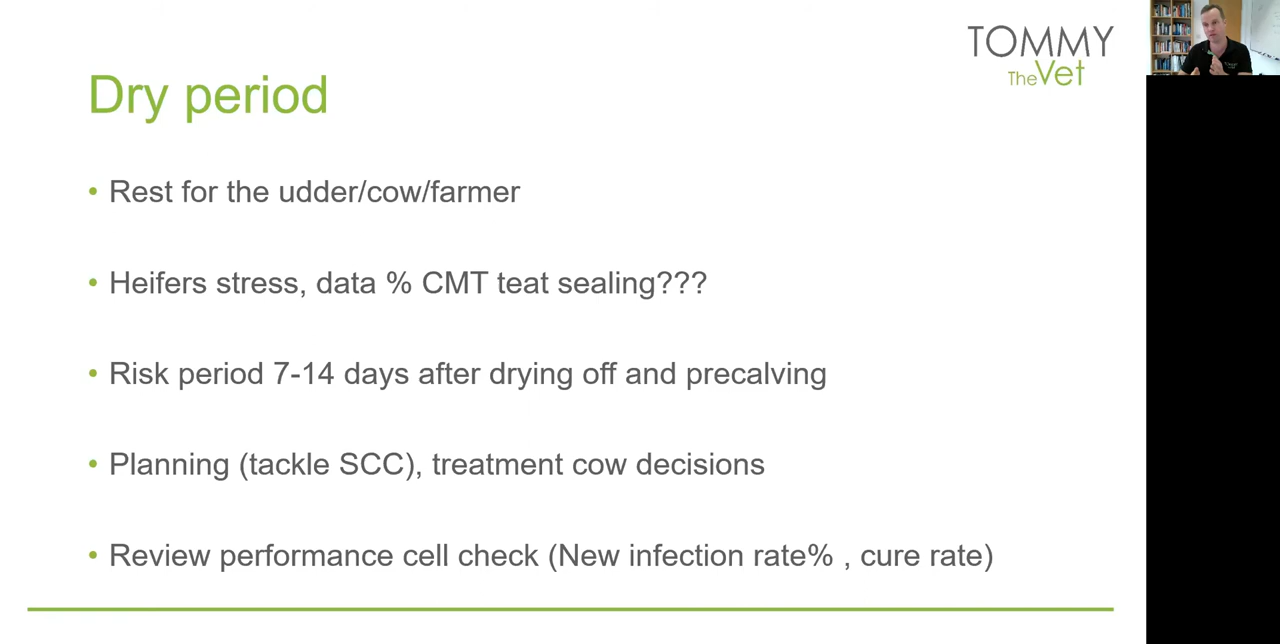 TOMMY
TheVet
Dry period
• Rest for the udder/cow/farmer
• Heifers stress, data % CMT teat sealing???
• Risk period 7-14 days after drying off and precalving
• Planning (tackle SCC), treatment cow decisions
• Review performance cell check (New infection rate% , cure rate)